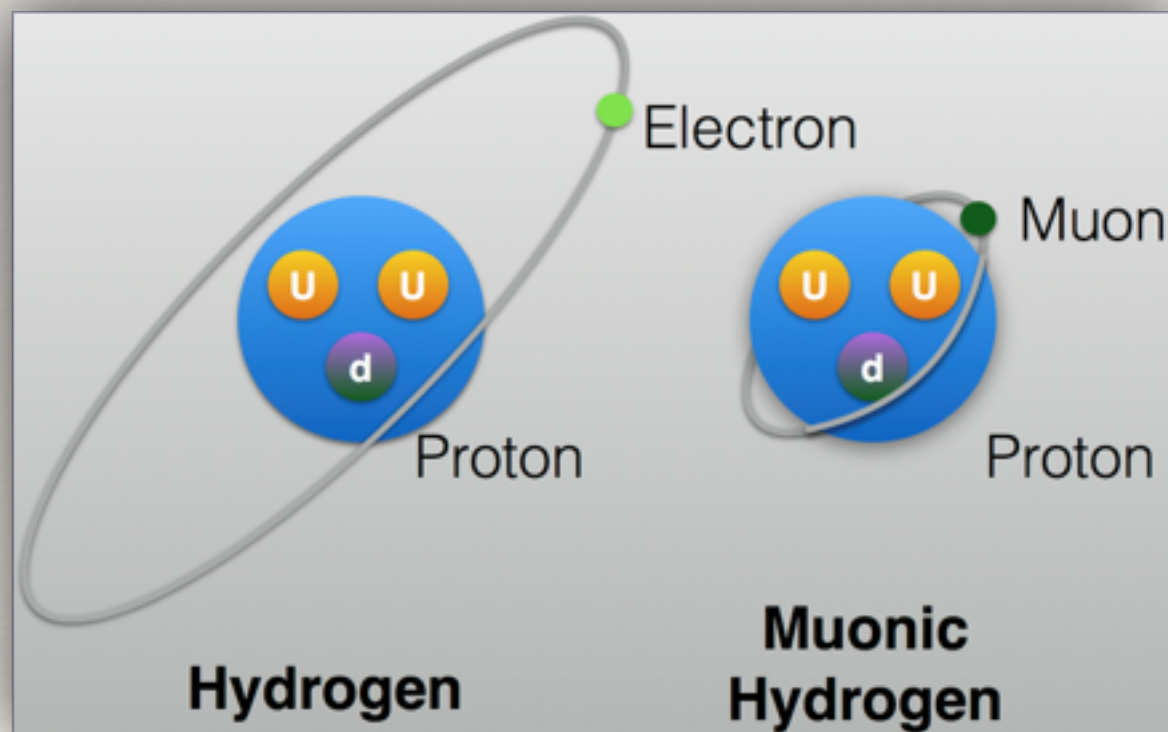 Electron
U U
d
Proton
Hydrogen
Muon
U U
d
Proton
Muonic
Hydrogen